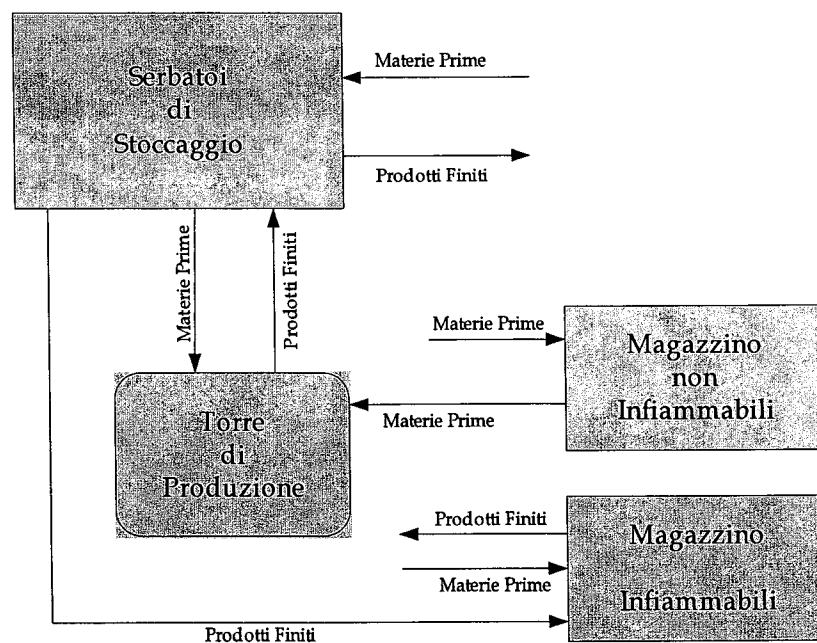 Serbatoi
di
Stoccaggio
Materie Prime
Prodotti Finiti
Materie Prime
Prodotti Finiti
Materie Prime
Magazzino
non
Infiammabili
Materie Prime
Torre
di
Produzione
Prodotti Finiti
Materie Prime
Magazzino
Infiammabili
Prodotti Finiti